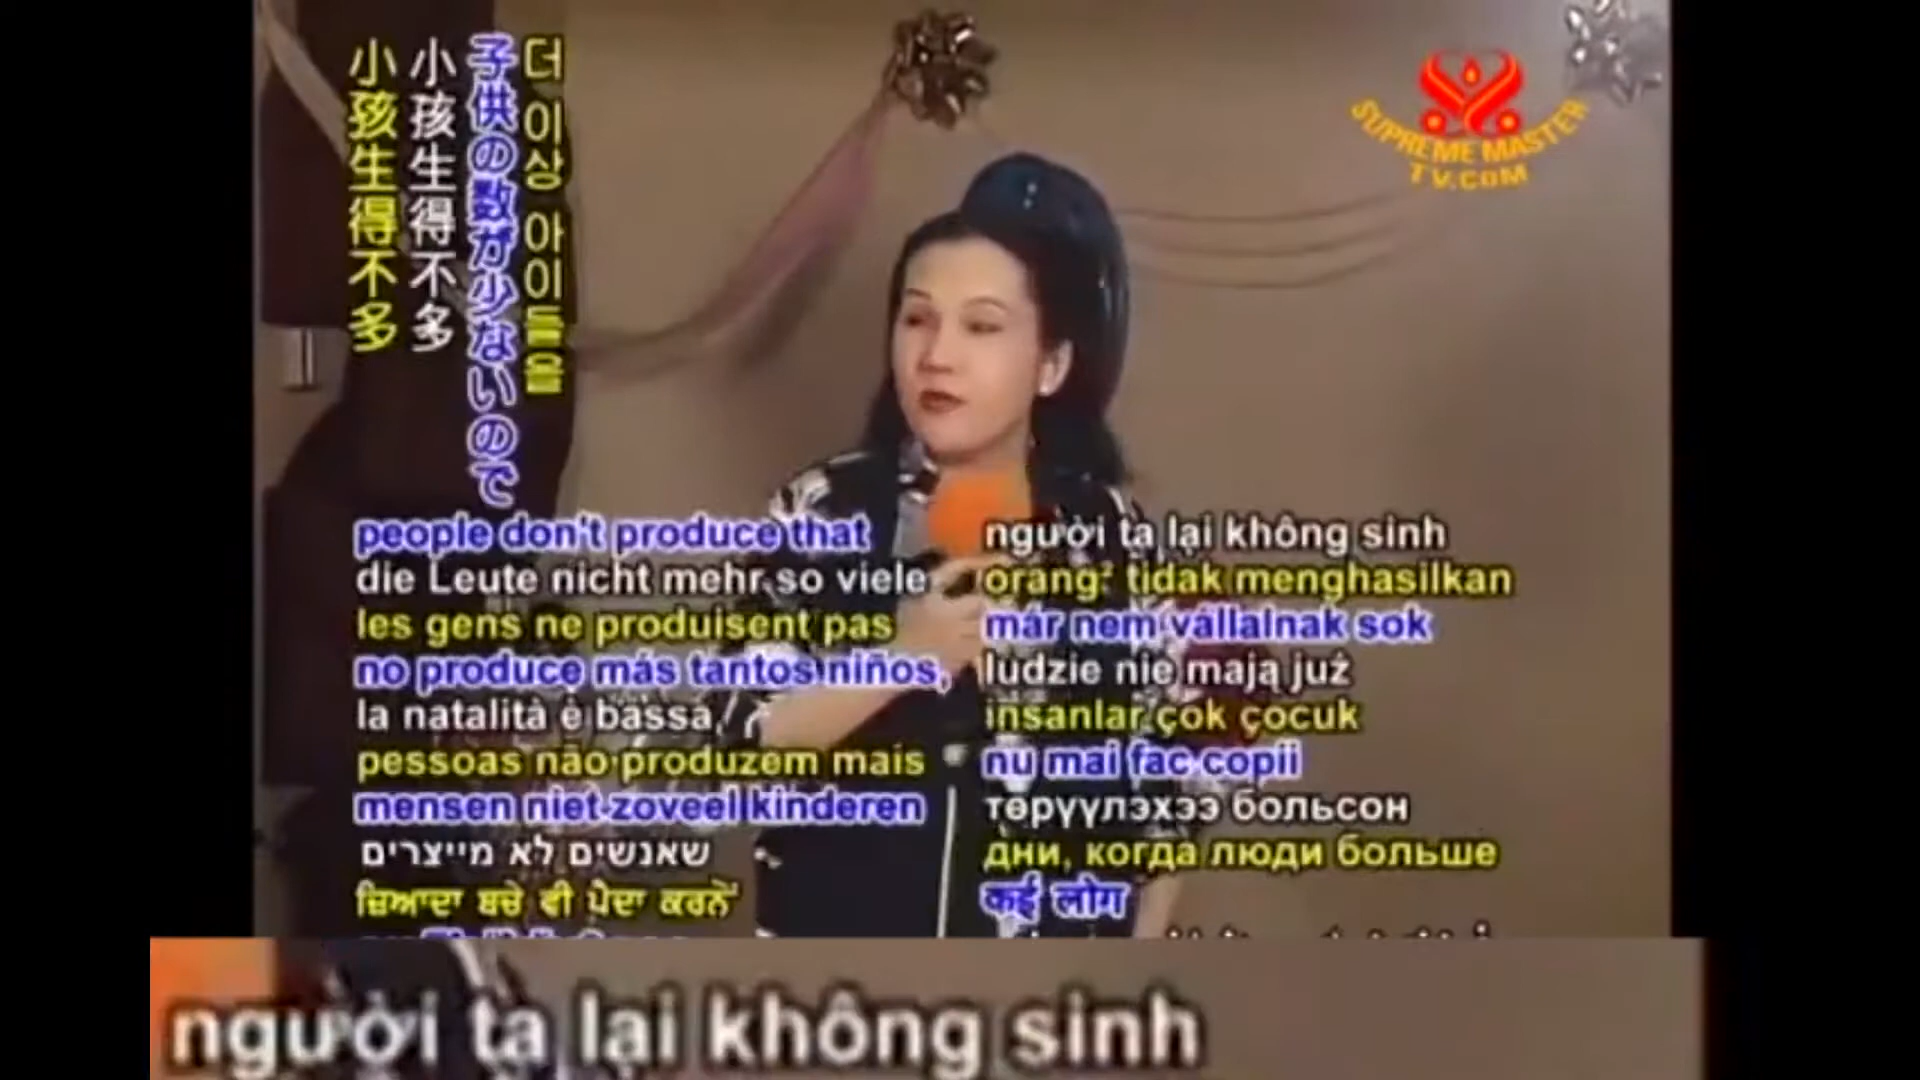 더 이상 아이들을
子供の数が少ないので
小孩生得不多
小孩生得不多
SUPREME MASTER
TV.COM
people don't produce that
die Leute nicht mehr so viele
les gens ne produisent pas
no produce más tantos niños,
la natalità è bassa,
pessoas não produzem mais
mensen niet zoveel kinderen
שאנשים לא מייצרים
ਜ਼ਿਆਦਾ ਬਚੇ ਵੀ ਪੈਦਾ ਕਰਨੋਂ
người ta lại không sinh
orang² tidak menghasilkan
már nem vállalnak sok
ludzie nie mają już
insanlar çok çocuk
nu mai fac copii
төрүүлэхээ больсон
дни, когда люди больше
कई लोग
người ta lại không sinh